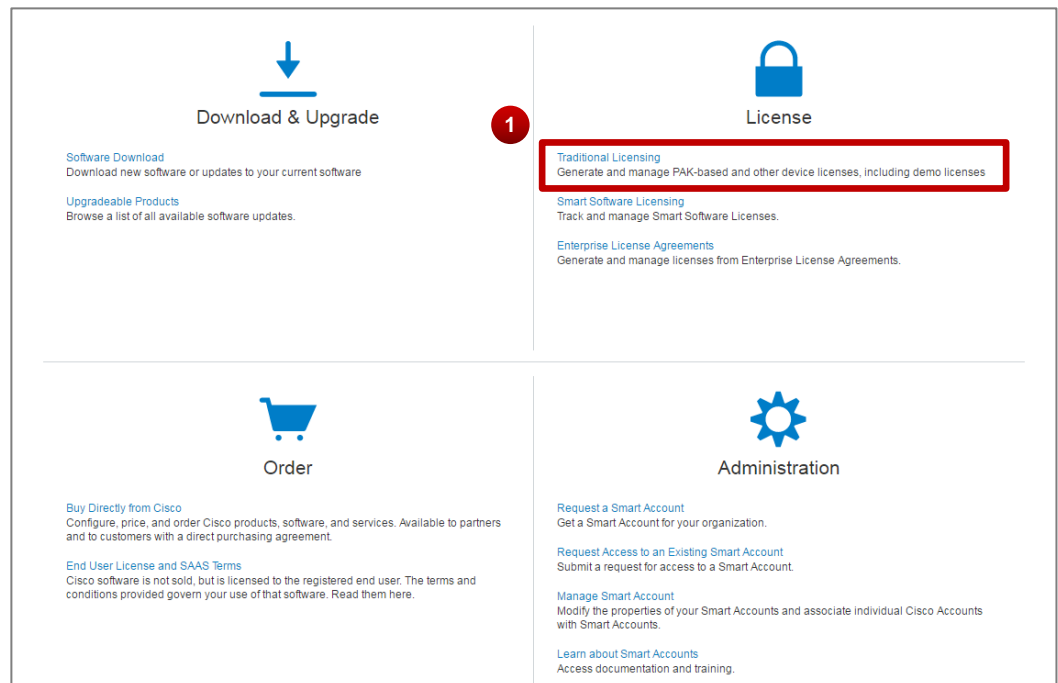 Download & Upgrade
Software Download
Download new software or updates to your current software
Upgradeable Products
Browse a list of all available software updates.
1
License
Traditional Licensing
Generate and manage PAK-based and other device licenses, including demo licenses
Smart Software Licensing
Track and manage Smart Software Licenses.
Enterprise License Agreements
Generate and manage licenses from Enterprise License Agreements.
Order
Buy Directly from Cisco
Configure, price, and order Cisco products, software, and services. Available to partners
and to customers with a direct purchasing agreement.
End User License and SAAS Terms
Cisco software is not sold, but is licensed to the registered end user. The terms and
conditions provided govern your use of that software. Read them here.
Administration
Request a Smart Account
Get a Smart Account for your organization.
Request Access to an Existing Smart Account
Submit a request for access to a Smart Account.
Manage Smart Account
Modify the properties of your Smart Accounts and associate individual Cisco Accounts
with Smart Accounts.
Learn about Smart Accounts
Access documentation and training.